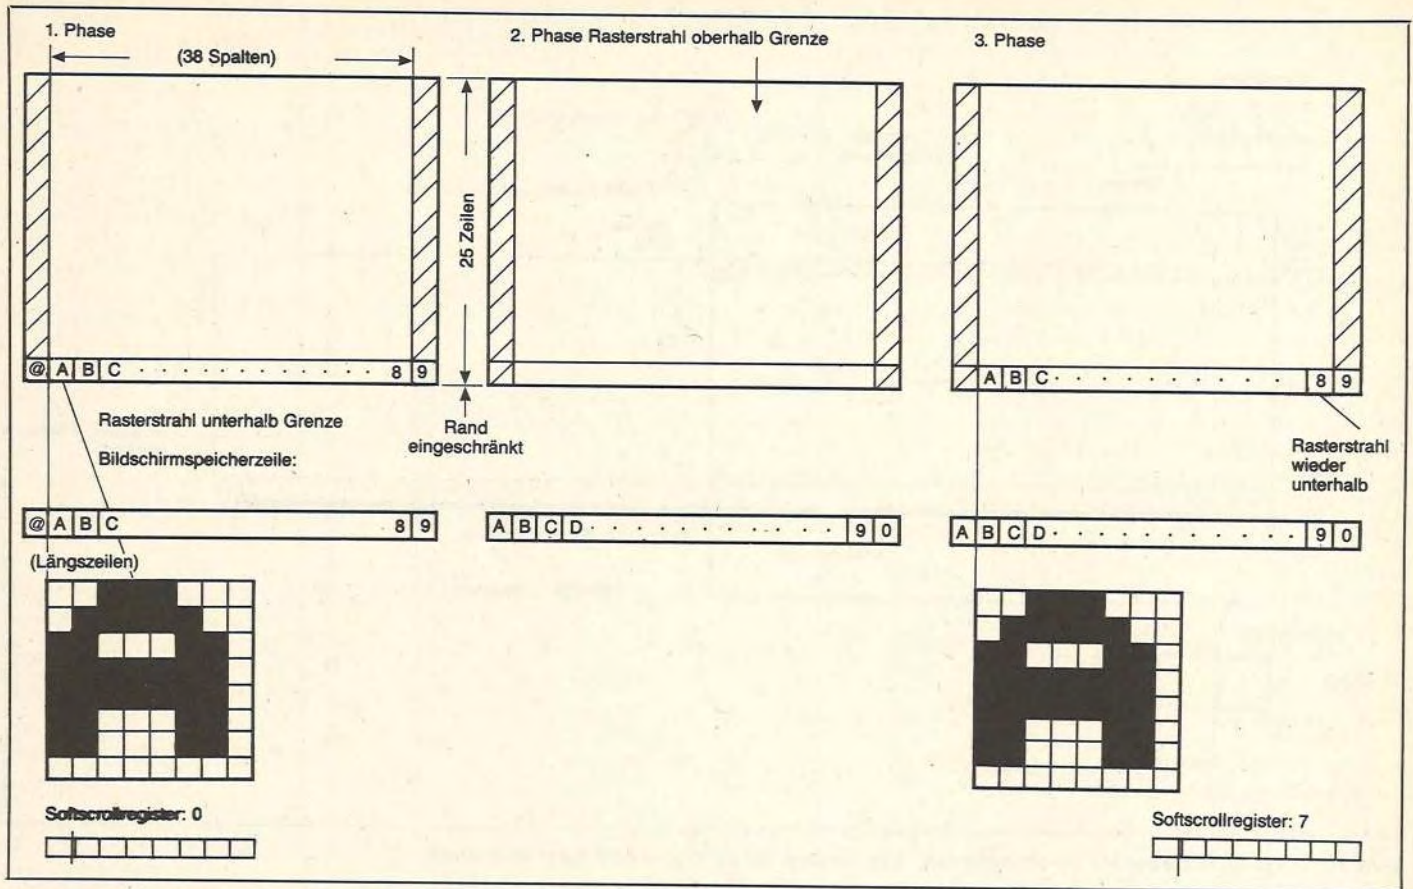 1. Phase
(38 Spalten)
2. Phase Rasterstrahl oberhalb Grenze
3. Phase
25 Zeilen
@ A B C · · · · · · · · · · · 8 9
A B C · · · · · · · · · · 8 9
Rasterstrahl unterhalb Grenze
Rand
eingeschränkt
Rasterstrahl
wieder
unterhalb
Bildschirmspeicherzeile:
@ A B C 8 9
A B C D · · · · · · · · · · · 9 0
A B C D · · · · · · · · · · · 9 0
(Längszeilen)
Softscrollregister: 0
Softscrollregister: 7